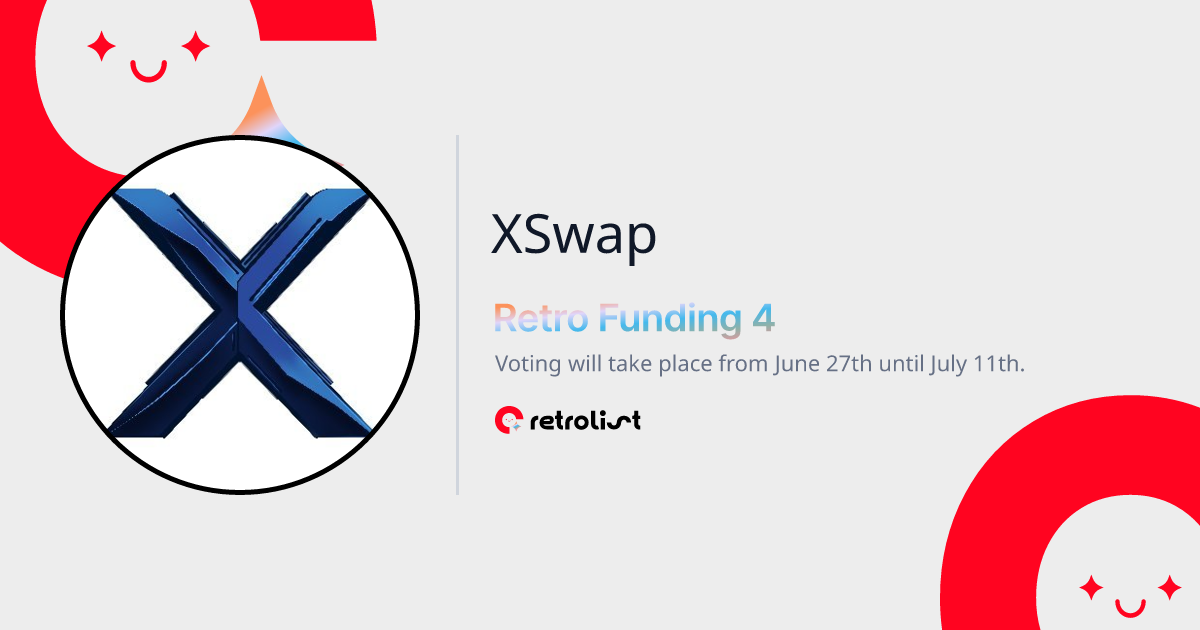 XSwap
Retro Funding 4
Voting will take place from June 27th until July 11th.
retrolist